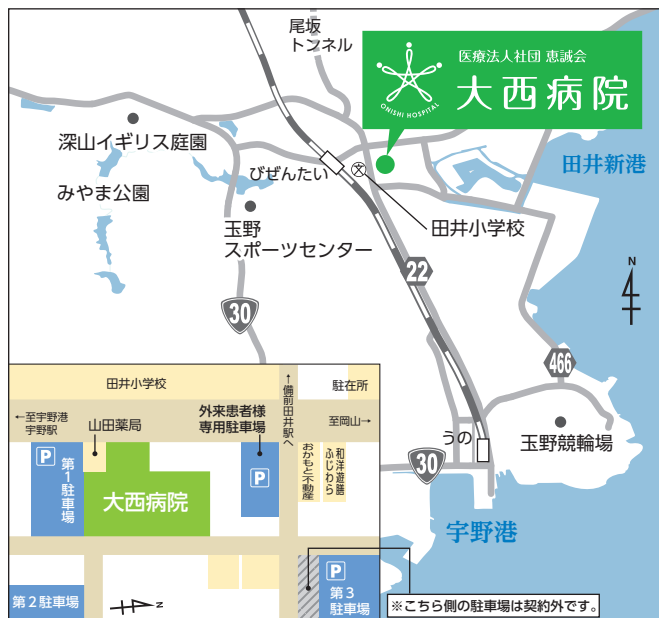 尾坂
トンネル
医療法人社団 恵誠会
大西病院
ONISHI HOSPITAL
深山イギリス庭園
みやま公園
びぜんたい
田井新港
田井小学校
玉野
スポーツセンター
22
N
30
466
玉野競輪場
うの
30
宇野港
田井小学校
←備前田井駅へ
駐在所
←至宇野港
宇野駅
山田薬局
外来患者様
専用駐車場
至岡山→
P
第1駐車場
大西病院
P
おかもと不動産
和洋遊膳
ふじわら
第2駐車場
N
P
第3
駐車場
※こちら側の駐車場は契約外です。